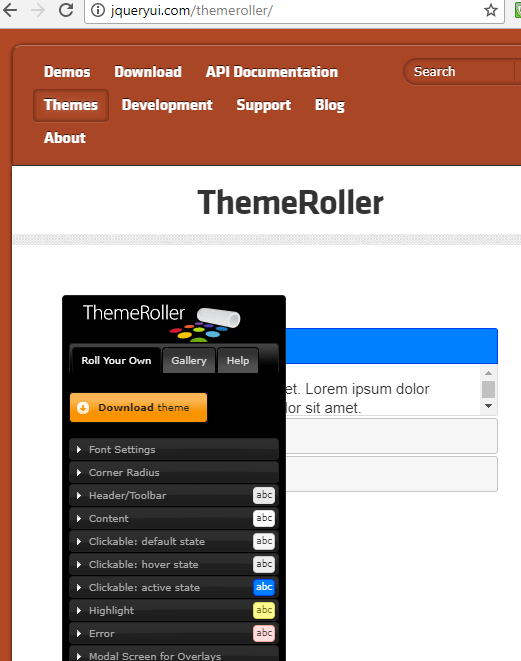 jqueryui.com/themeroller/
Demos Download API Documentation
Search
Themes Development Support Blog
About
ThemeRoller
ThemeRoller
Roll Your Own Gallery Help
et. Lorem ipsum dolor
lor sit amet.
Download theme
Font Settings
Corner Radius
Header/Toolbar abc
Content abc
Clickable: default state abc
Clickable: hover state abc
Clickable: active state abc
Highlight abc
Error abc
Modal Screen for Overlays